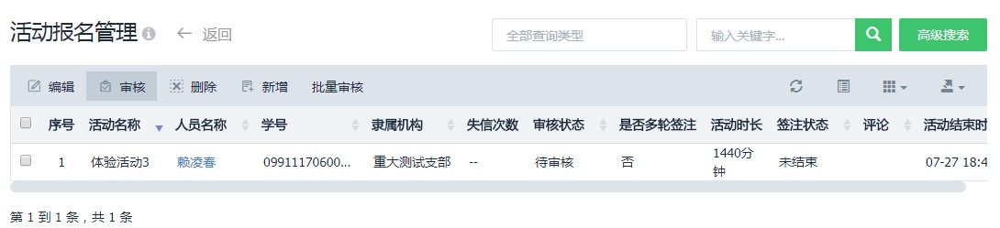 活动报名管理 返回 全部查询类型 输入关键字... 高级搜索
编辑 审核 删除 新增 批量审核
序号 活动名称 人员名称 学号 隶属机构 失信次数 审核状态 是否多轮签注 活动时长 签注状态 评论 活动结束时
1 体验活动3 赖凌春 09911170600... 重大测试支部 -- 待审核 否 1440分 未结束 07-27 18:4
钟
第 1 到 1 条，共 1 条